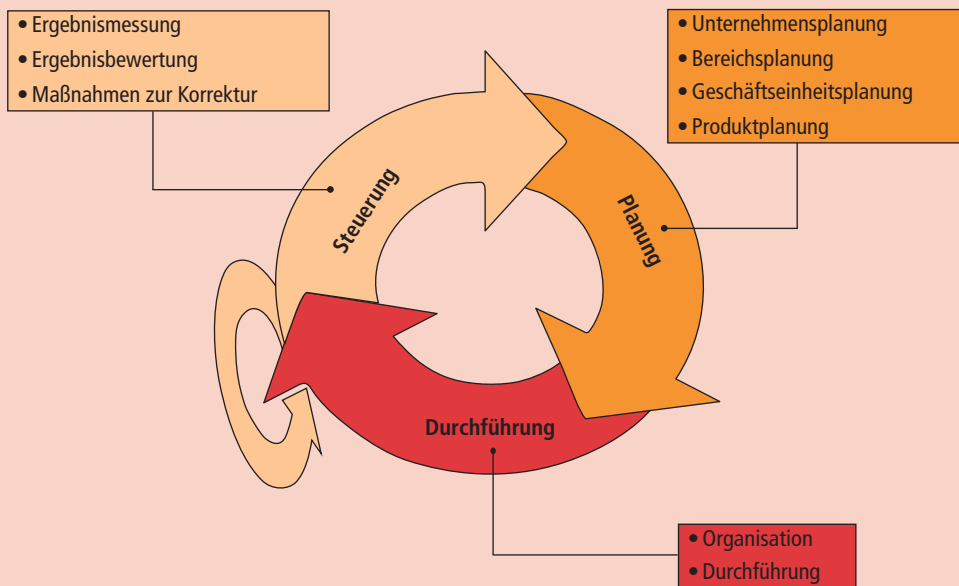 • Ergebnismessung
• Ergebnisbewertung
• Maßnahmen zur Korrektur
• Unternehmensplanung
• Bereichsplanung
• Geschäftseinheitsplanung
• Produktplanung
Steuerung
Planung
Durchführung
• Organisation
• Durchführung